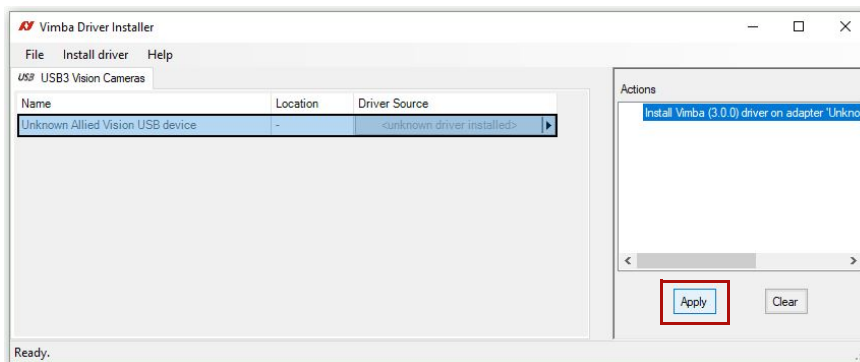 Vimba Driver Installer
File Install driver Help
USB USB3 Vision Cameras
Name Location Driver Source
Unknown Allied Vision USB device - <unknown driver installed>
Actions
Install Vimba (3.0.0) driver on adapter 'Unkno
Apply Clear
Ready.